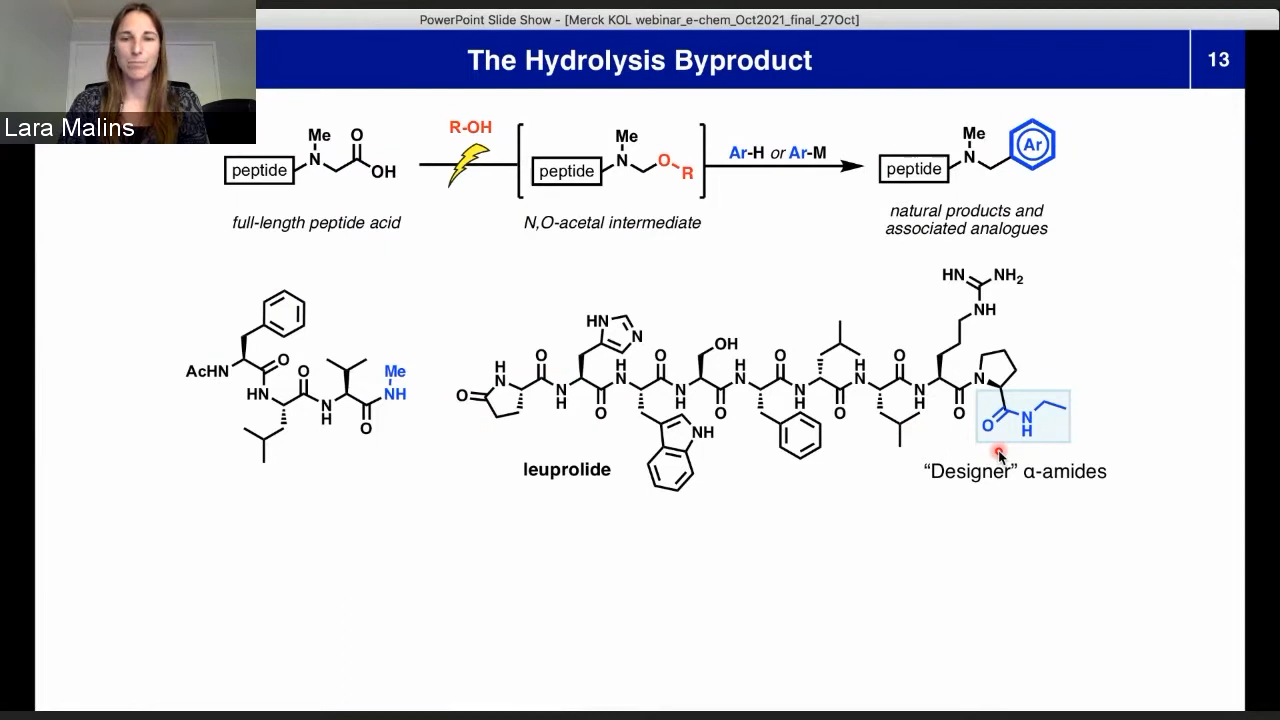 PowerPoint Slide Show - [Merck KOL webinar_e-chem_Oct2021_final_27Oct]
The Hydrolysis Byproduct
13
Lara Malins
peptide
Me
N
O
OH
R-OH
peptide
Me
N
O
R
Ar-H or Ar-M
peptide
Me
N
Ar
full-length peptide acid
N,O-acetal intermediate
natural products and
associated analogues
AcHN
O
HN
O
N
H
O
Me
NH
O
H
N
O
N
H
HN
N
O
H
N
O
NH
N
H
OH
O
H
N
O
N
H
O
H
N
O
N
H
HN
NH2
NH
O
N
O
N
H
leuprolide
“Designer” α-amides